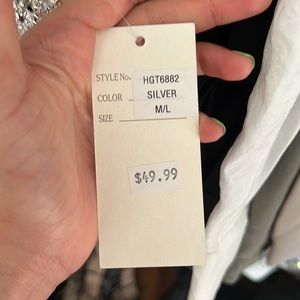 STYLE No. HGT6882
COLOR SILVER
SIZE M/L
$49.99